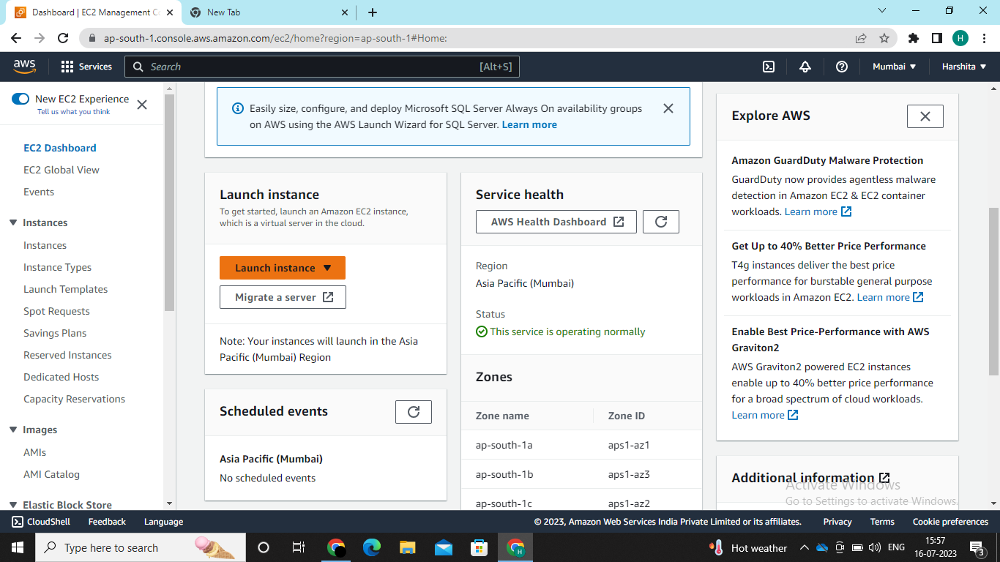 Dashboard | EC2 Management Co
New Tab
ap-south-1.console.aws.amazon.com/ec2/home?region=ap-south-1#Home:
H
aws
Services
Search
[Alt+S]
Mumbai
Harshita
New EC2 Experience
Tell us what you think
EC2 Dashboard
EC2 Global View
Events
Instances
Instances
Instance Types
Launch Templates
Spot Requests
Savings Plans
Reserved Instances
Dedicated Hosts
Capacity Reservations
Images
AMIs
AMI Catalog
Elastic Block Store
Easily size, configure, and deploy Microsoft SQL Server Always On availability groups
on AWS using the AWS Launch Wizard for SQL Server. Learn more
Launch instance
To get started, launch an Amazon EC2 instance,
which is a virtual server in the cloud.
Launch instance
Migrate a server
Note: Your instances will launch in the Asia
Pacific (Mumbai) Region
Scheduled events
Asia Pacific (Mumbai)
No scheduled events
Service health
AWS Health Dashboard
Region
Asia Pacific (Mumbai)
Status
This service is operating normally
Zones
Zone name Zone ID
ap-south-1a aps1-az1
ap-south-1b aps1-az3
ap-south-1c aps1-az2
Explore AWS
Amazon GuardDuty Malware Protection
GuardDuty now provides agentless malware
detection in Amazon EC2 & EC2 container
workloads. Learn more
Get Up to 40% Better Price Performance
T4g instances deliver the best price
performance for burstable general purpose
workloads in Amazon EC2. Learn more
Enable Best Price-Performance with AWS
Graviton2
AWS Graviton2 powered EC2 instances
enable up to 40% better price performance
for a broad spectrum of cloud workloads.
Learn more
Additional information
Activate Windows
Go to Settings to activate Windows.
CloudShell
Feedback
Language
© 2023, Amazon Web Services India Private Limited or its affiliates.
Privacy
Terms
Cookie preferences
Type here to search
H
Hot weather
ENG
15:57
16-07-2023
3